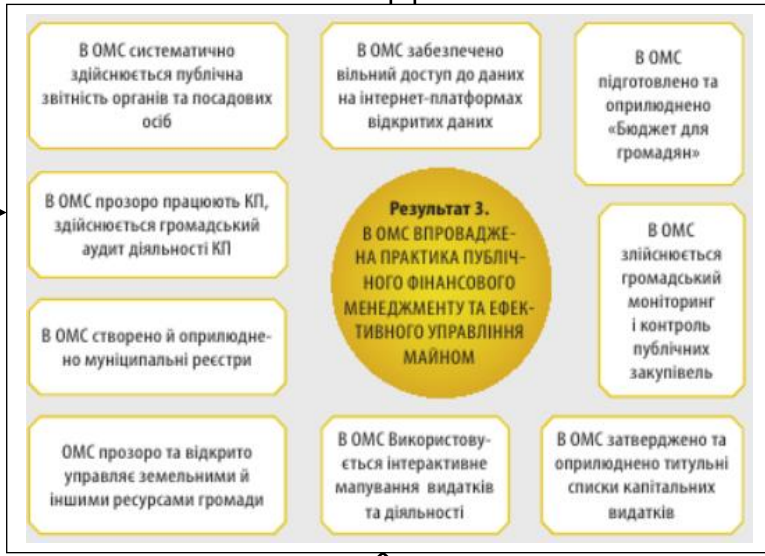 В ОМС систематично
здійснюється публічна
звітність органів та посадових
осіб
В ОМС забезпечено
вільний доступ до даних
на інтернет-платформах
відкритих даних
В ОМС
підготовлено та
оприлюднено
«Бюджет для
громадян»
В ОМС прозоро працюють КП,
здійснюється громадський
аудит діяльності КП
Результат 3.
В ОМС ВПРОВАДЖЕ-
НА ПРАКТИКА ПУБЛІЧ-
НОГО ФІНАНСОВОГО
МЕНЕДЖМЕНТУ ТА ЕФЕК-
ТИВНОГО УПРАВЛІННЯ
МАЙНОМ
В ОМС
злійснюється
громадський
моніторинг
і контроль
публічних
закупівель
В ОМС створено й оприлюдне-
но муніципальні реєстри
ОМС прозоро та відкрито
управляє земельними й
іншими ресурсами громади
В ОМС Використову-
ється інтерактивне
мапування видатків
та діяльності
В ОМС затверджено та
оприлюднено титульні
списки капітальних
видатків